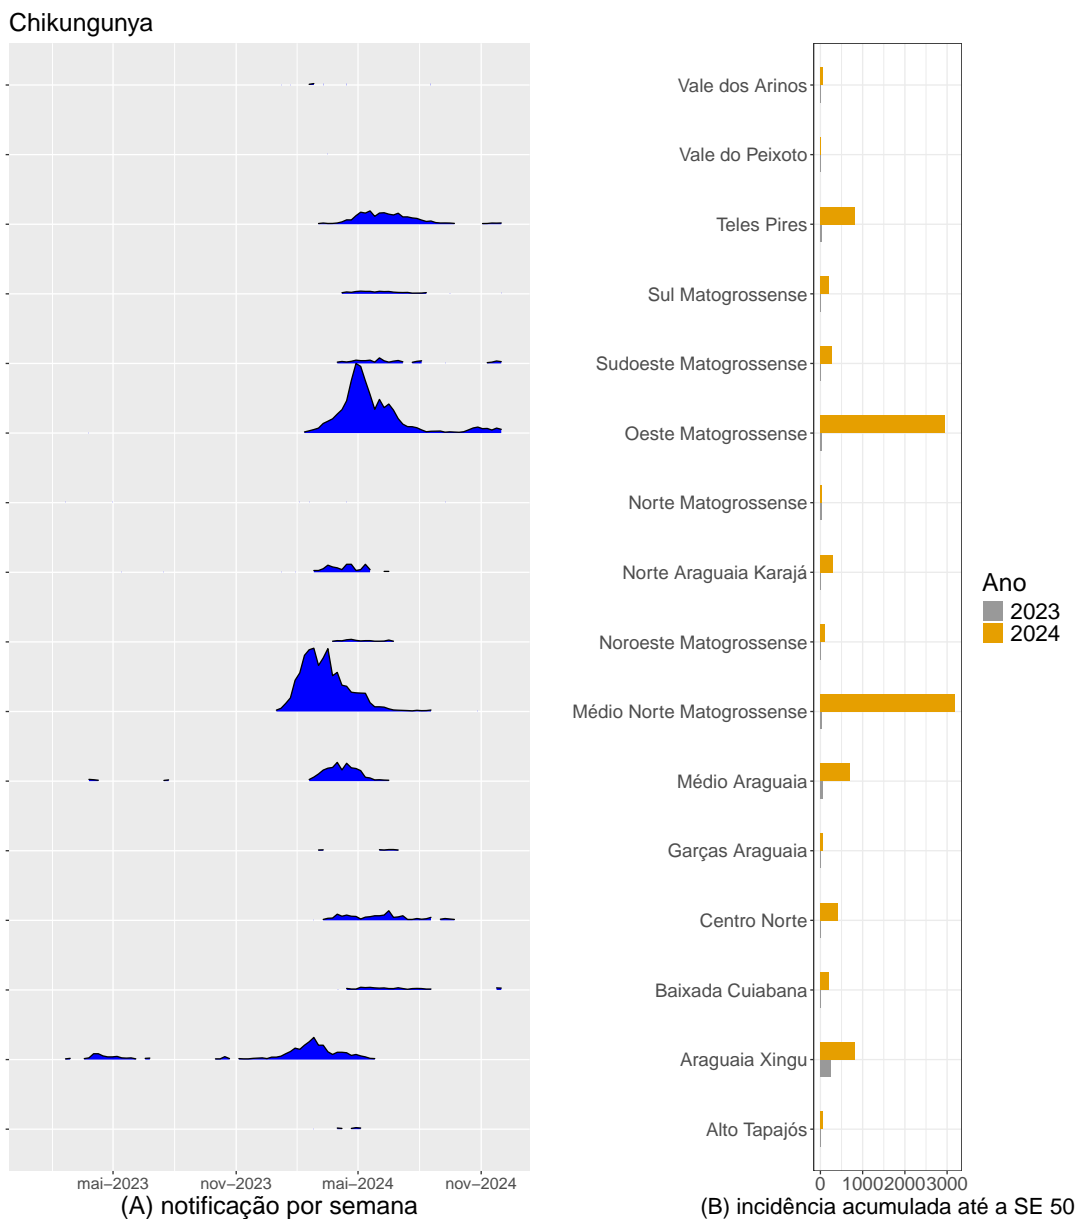 Chikungunya
Vale dos Arinos
Vale do Peixoto
Teles Pires
Sul Matogrossense
Sudoeste Matogrossense
Oeste Matogrossense
Norte Matogrossense
Norte Araguaia Karajá
Noroeste Matogrossense
Médio Norte Matogrossense
Médio Araguaia
Garças Araguaia
Centro Norte
Baixada Cuiabana
Araguaia Xingu
Alto Tapajós
Ano
2023
2024
mai−2023 nov−2023 mai−2024 nov−2024
(A) notificação por semana
0 1000 2000 3000
(B) incidência acumulada até a SE 50